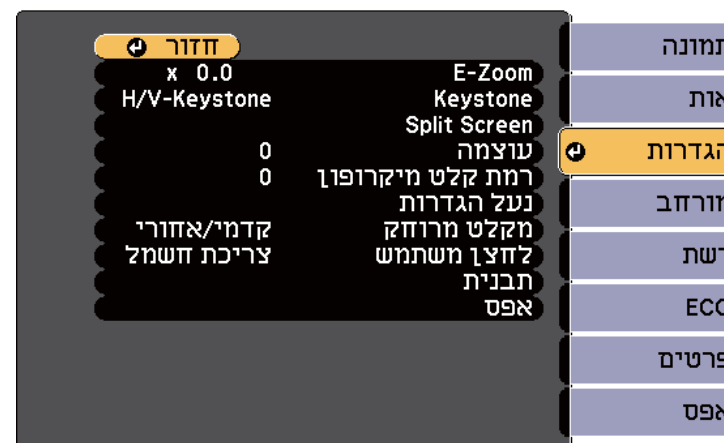 חזור
E-Zoom x 0.0
Keystone H/V-Keystone
Split Screen
עוצמה 0
רמת קלט מיקרופון 0
נעל הגדרות
מקלט מרוחק קדמי/אחורי
לחצן משתמש צריכת חשמל
תבנית
אפס
תמונה
אות
הגדרות
מורחב
רשת
ECO
פרטים
אפס